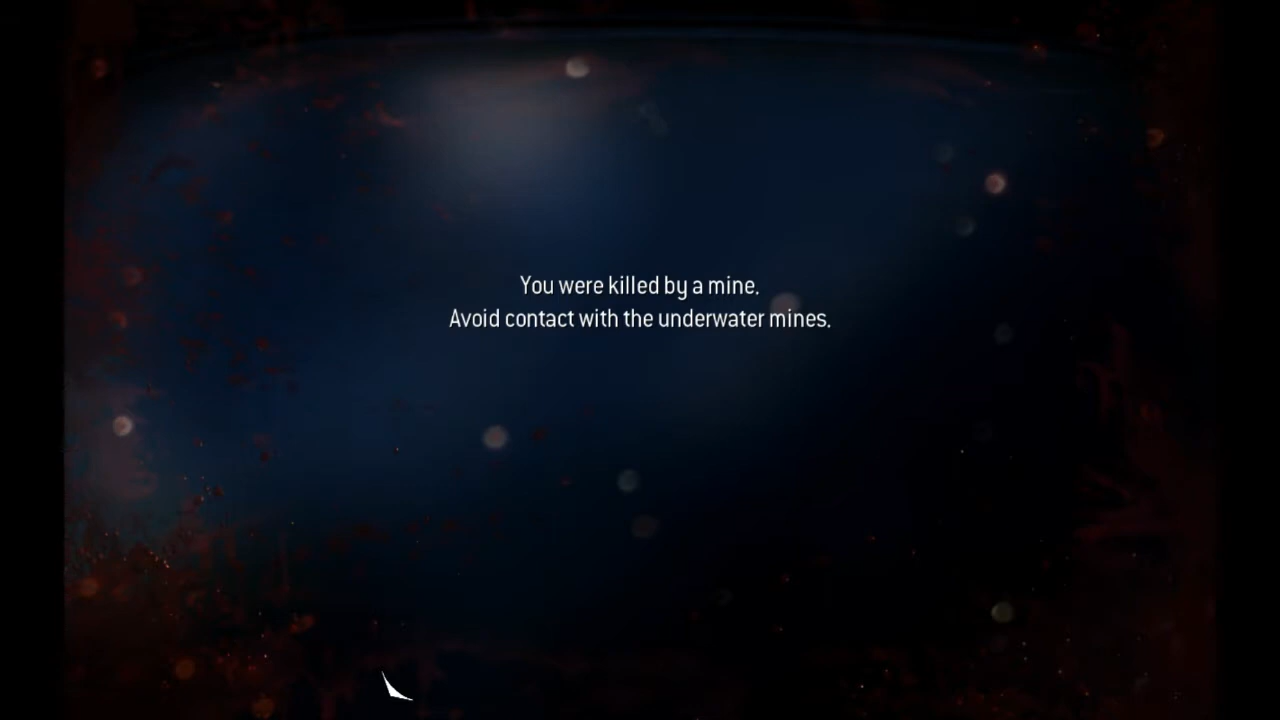 You were killed by a mine.
Avoid contact with the underwater mines.